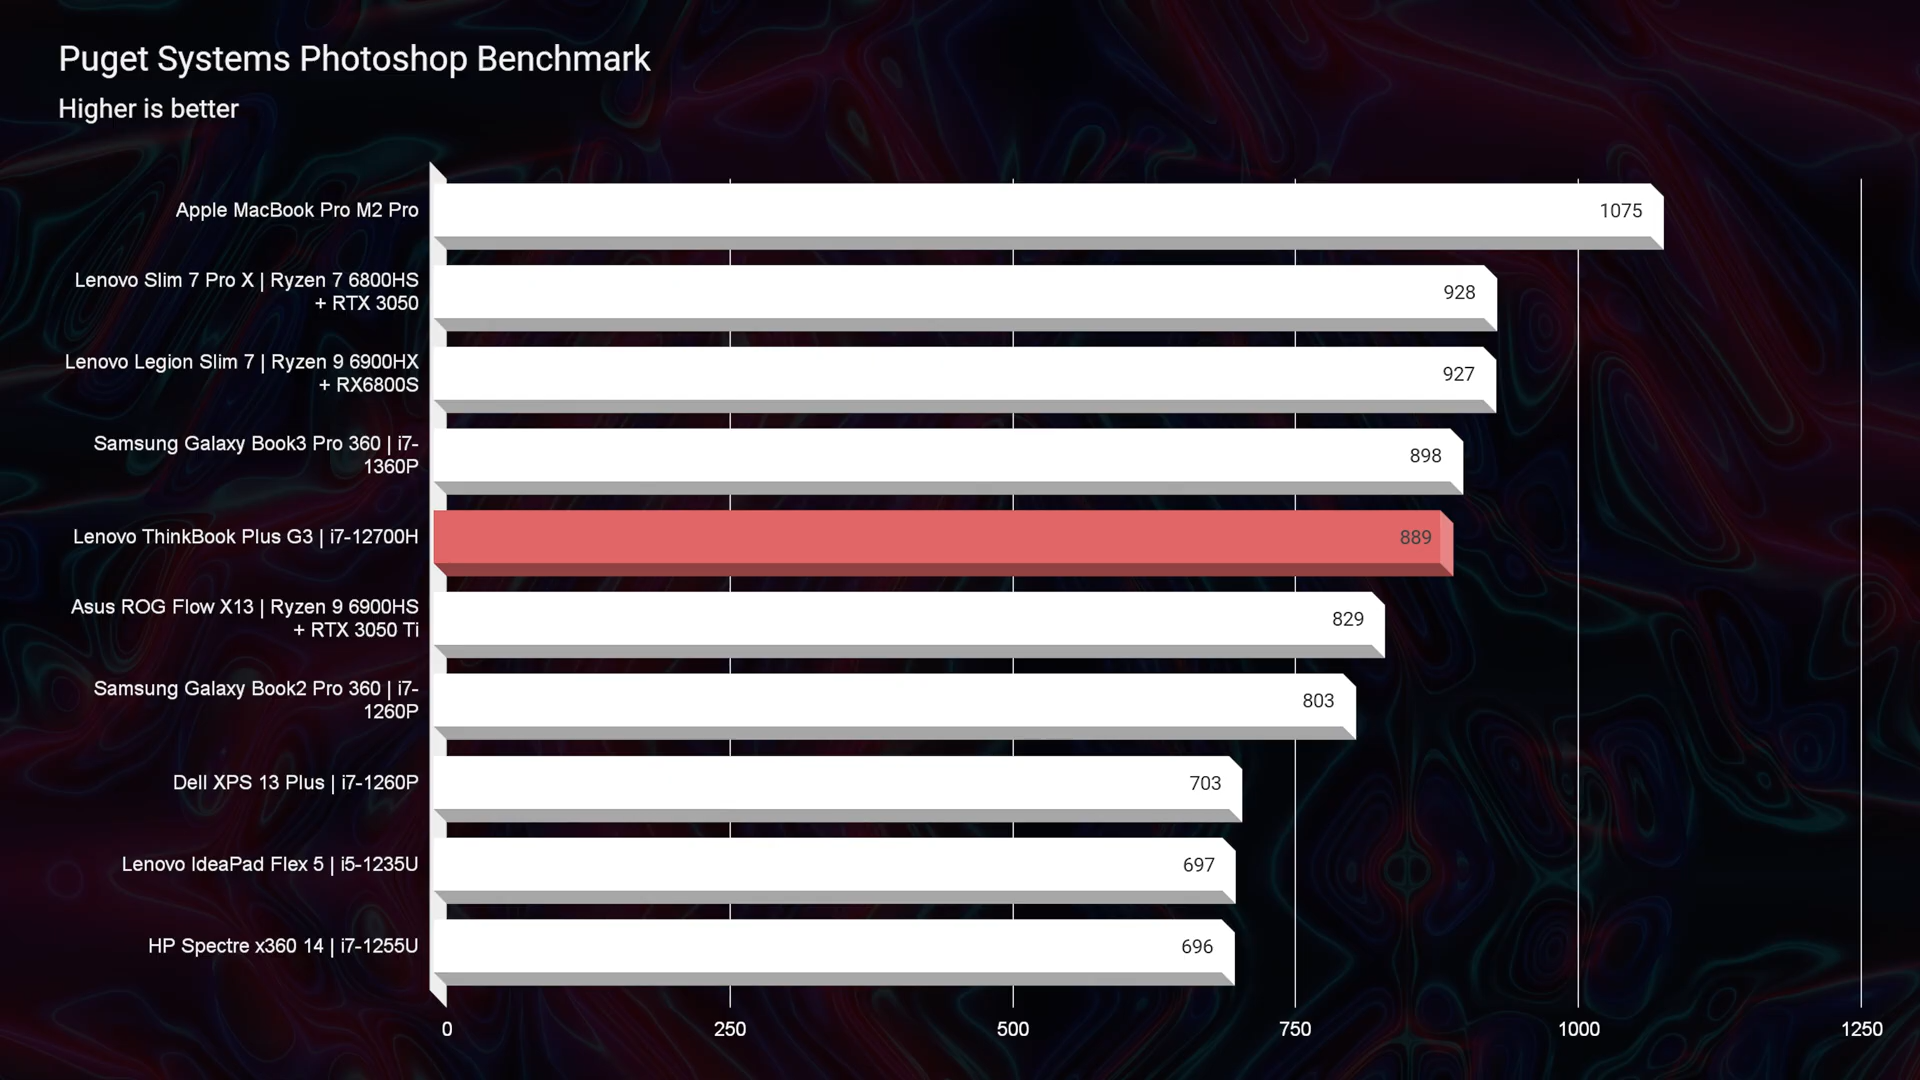 Puget Systems Photoshop Benchmark
Higher is better
Apple MacBook Pro M2 Pro
1075
Lenovo Slim 7 Pro X | Ryzen 7 6800HS
+ RTX 3050
928
Lenovo Legion Slim 7 | Ryzen 9 6900HX
+ RX6800S
927
Samsung Galaxy Book3 Pro 360 | i7-
1360P
898
Lenovo ThinkBook Plus G3 | i7-12700H
889
Asus ROG Flow X13 | Ryzen 9 6900HS
+ RTX 3050 Ti
829
Samsung Galaxy Book2 Pro 360 | i7-
1260P
803
Dell XPS 13 Plus | i7-1260P
703
Lenovo IdeaPad Flex 5 | i5-1235U
697
HP Spectre x360 14 | i7-1255U
696
0 250 500 750 1000 1250